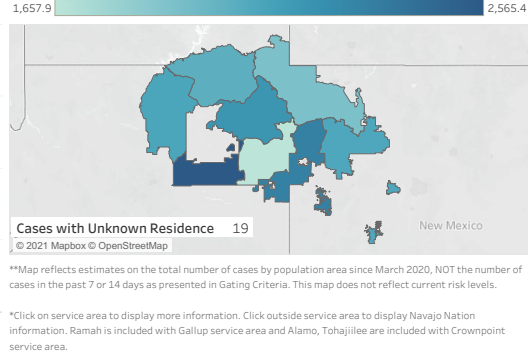 1,657.9 2,565.4
New Mexico
Cases with Unknown Residence 19
© 2021 Mapbox © OpenStreetMap
**Map reflects estimates on the total number of cases by population area since March 2020, NOT the number of
cases in the past 7 or 14 days as presented in Gating Criteria. This map does not reflect current risk levels.
*Click on service area to display more information. Click outside service area to display Navajo Nation
information. Ramah is included with Gallup service area and Alamo, Tohajiilee are included with Crownpoint
service area.